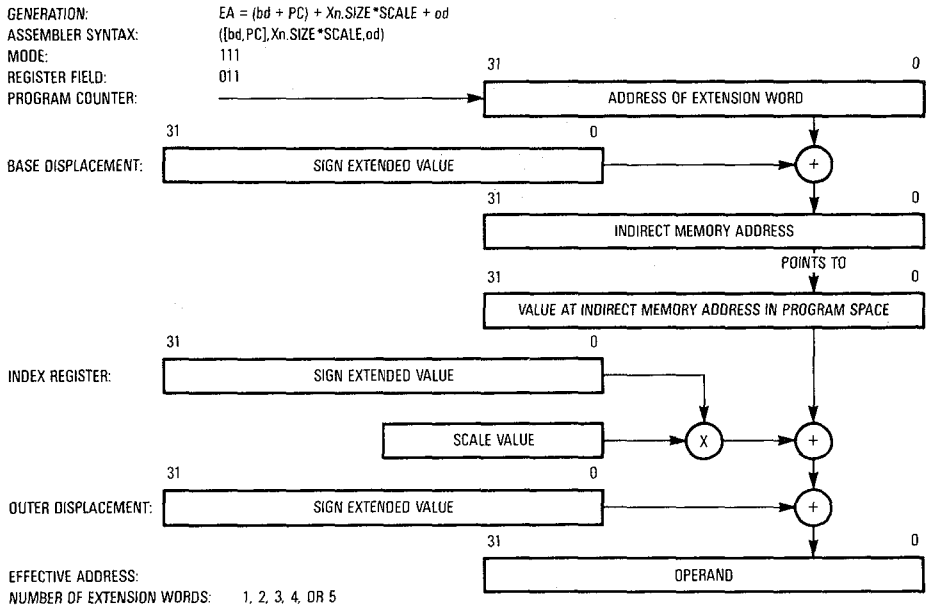 GENERATION: EA = (bd + PC) + Xn.SIZE*SCALE + od
ASSEMBLER SYNTAX: ([bd,PC],Xn.SIZE*SCALE,od)
MODE: 111
REGISTER FIELD: 011
31 0
PROGRAM COUNTER: ADDRESS OF EXTENSION WORD
31 0
BASE DISPLACEMENT: SIGN EXTENDED VALUE +
31 0
INDIRECT MEMORY ADDRESS
POINTS TO
31 0
VALUE AT INDIRECT MEMORY ADDRESS IN PROGRAM SPACE
31 0
INDEX REGISTER: SIGN EXTENDED VALUE
SCALE VALUE X +
31 0
OUTER DISPLACEMENT: SIGN EXTENDED VALUE +
31 0
EFFECTIVE ADDRESS: OPERAND
NUMBER OF EXTENSION WORDS: 1, 2, 3, 4, OR 5